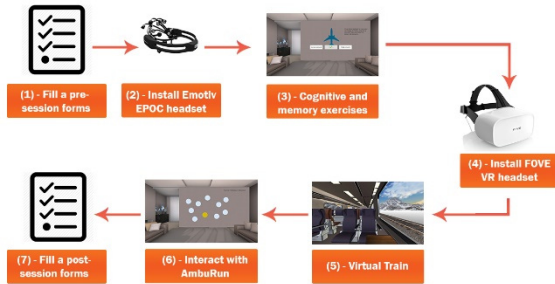 (1) - Fill a pre-
session forms
(2) - Install Emotiv
EPOC headset
(3) - Cognitive and
memory exercises
FOVE
(4) - Install FOVE
VR headset
(5) - Virtual Train
(6) - Interact with
AmbuRun
(7) - Fill a post-
session forms